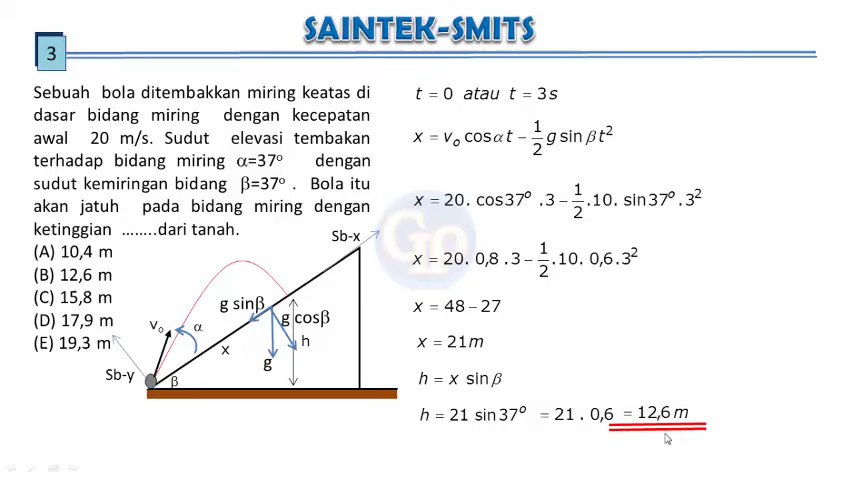 SAINTEK-SMITS
3
Sebuah bola ditembakkan miring keatas di
dasar bidang miring dengan kecepatan
awal 20 m/s. Sudut elevasi tembakan
terhadap bidang miring α=37° dengan
sudut kemiringan bidang β=37° . Bola itu
akan jatuh pada bidang miring dengan
ketinggian ........dari tanah.
(A) 10,4 m
(B) 12,6 m
(C) 15,8 m
(D) 17,9 m
(E) 19,3 m
Sb-x
g sinβ
g cosβ
vₒ
α
h
x
g
Sb-y
β
t = 0 atau t = 3s
x = vₒ cos α t − 1/2 g sin β t²
x = 20. cos37° .3 − 1/2 .10. sin37° .3²
x = 20. 0,8 .3 − 1/2 .10. 0,6.3²
x = 48 − 27
x = 21m
h = x sin β
h = 21 sin37° = 21 . 0,6 = 12,6 m